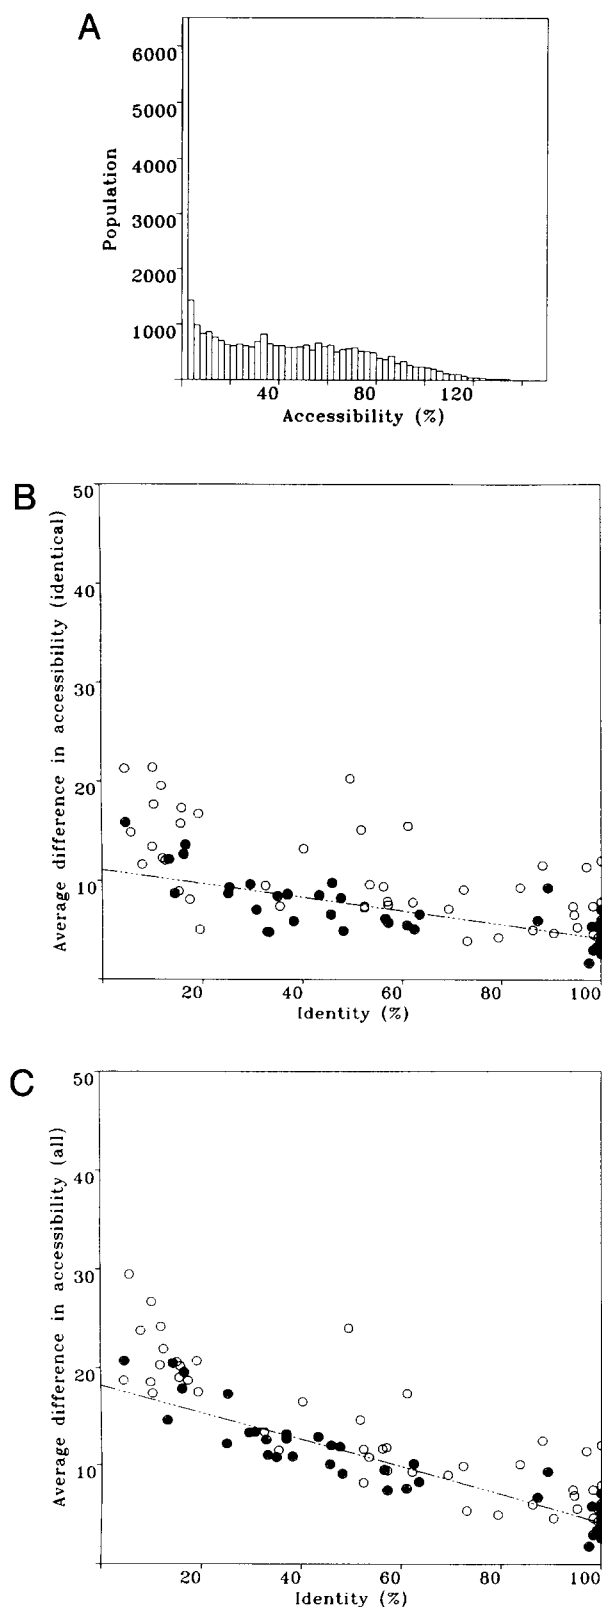 A
6000
5000
4000
3000
2000
1000
Population
40 80 120
Accessibility (%)
B
50
40
30
20
10
Average difference in accessibility (identical)
20 40 60 80 100
Identity (%)
C
50
40
30
20
10
Average difference in accessibility (all)
20 40 60 80 100
Identity (%)